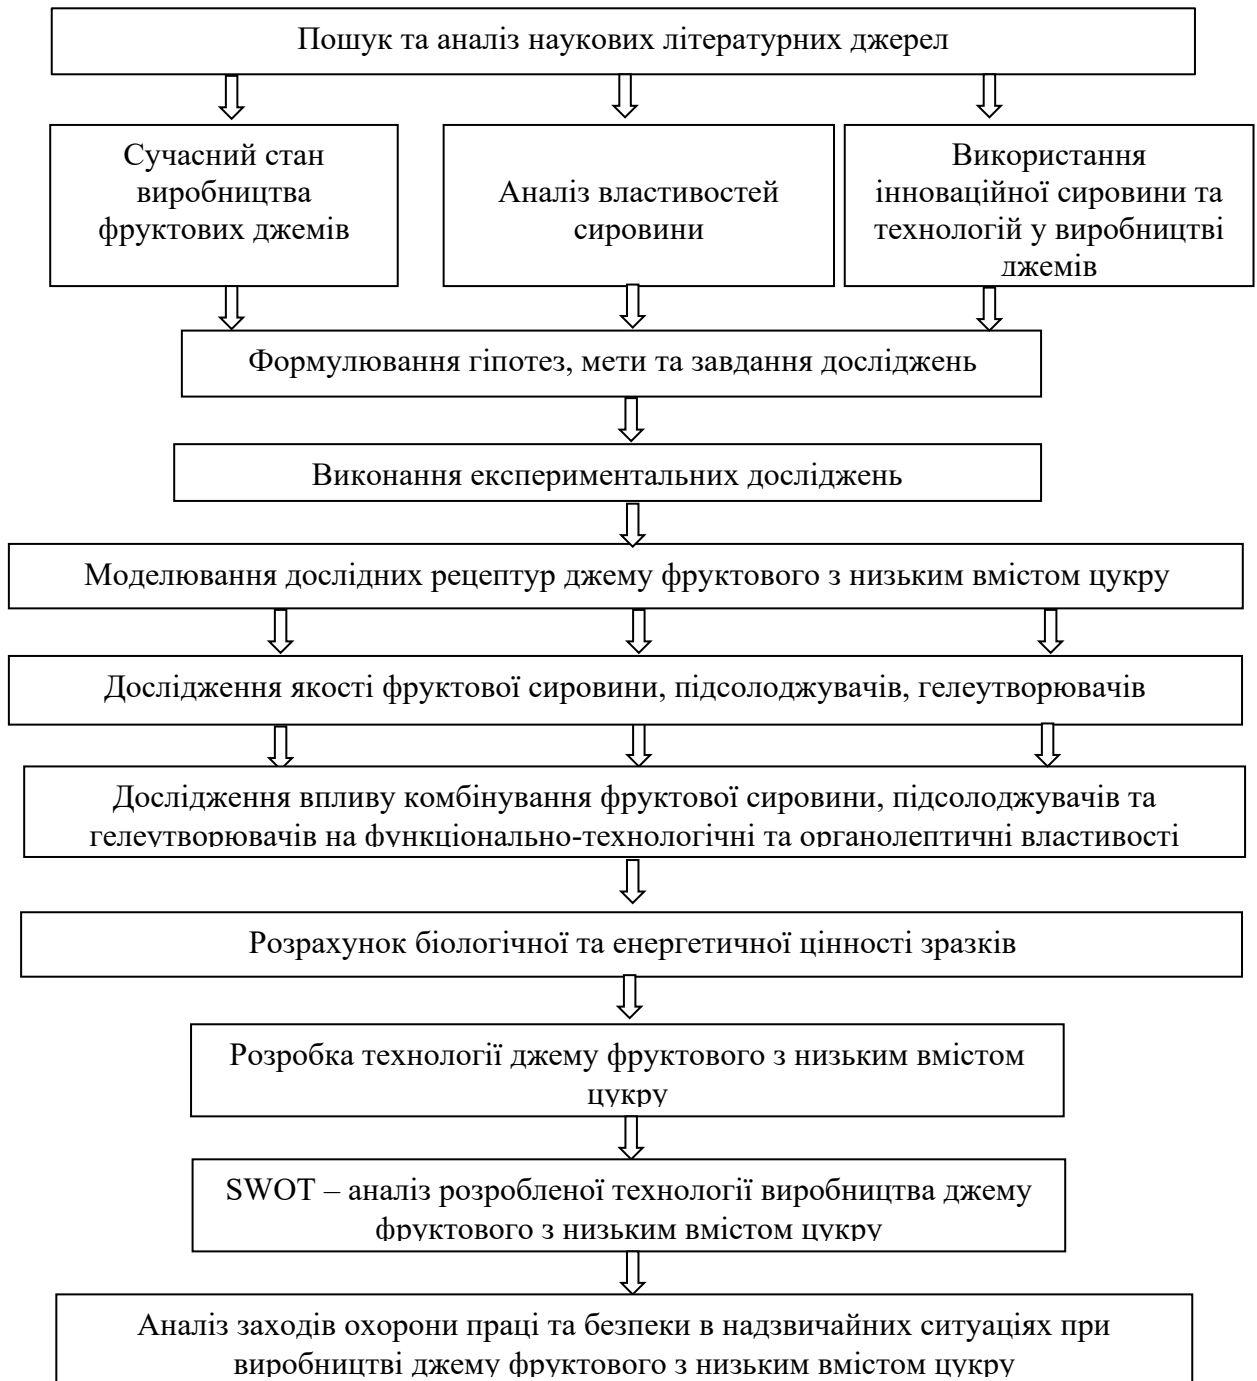 Пошук та аналіз наукових літературних джерел
Сучасний стан
виробництва
фруктових джемів
Аналіз властивостей
сировини
Використання
інноваційної сировини та
технологій у виробництві
джемів
Формулювання гіпотез, мети та завдання досліджень
Виконання експериментальних досліджень
Моделювання дослідних рецептур джему фруктового з низьким вмістом цукру
Дослідження якості фруктової сировини, підсолоджувачів, гелеутворювачів
Дослідження впливу комбінування фруктової сировини, підсолоджувачів та
гелеутворювачів на функціонально-технологічні та органолептичні властивості
Розрахунок біологічної та енергетичної цінності зразків
Розробка технології джему фруктового з низьким вмістом
цукру
SWOT – аналіз розробленої технології виробництва джему
фруктового з низьким вмістом цукру
Аналіз заходів охорони праці та безпеки в надзвичайних ситуаціях при
виробництві джему фруктового з низьким вмістом цукру